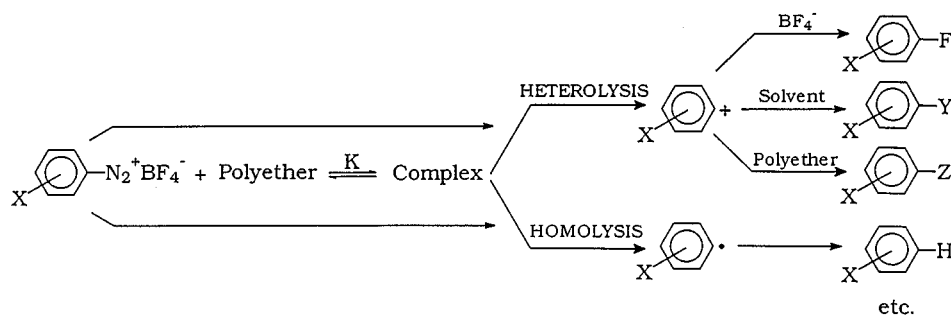 BF₄⁻
F
X
HETEROLYSIS
Solvent
+
Y
X
X
N₂⁺BF₄⁻ + Polyether K Complex
X
Polyether
Z
X
HOMOLYSIS
•
H
X
X
etc.